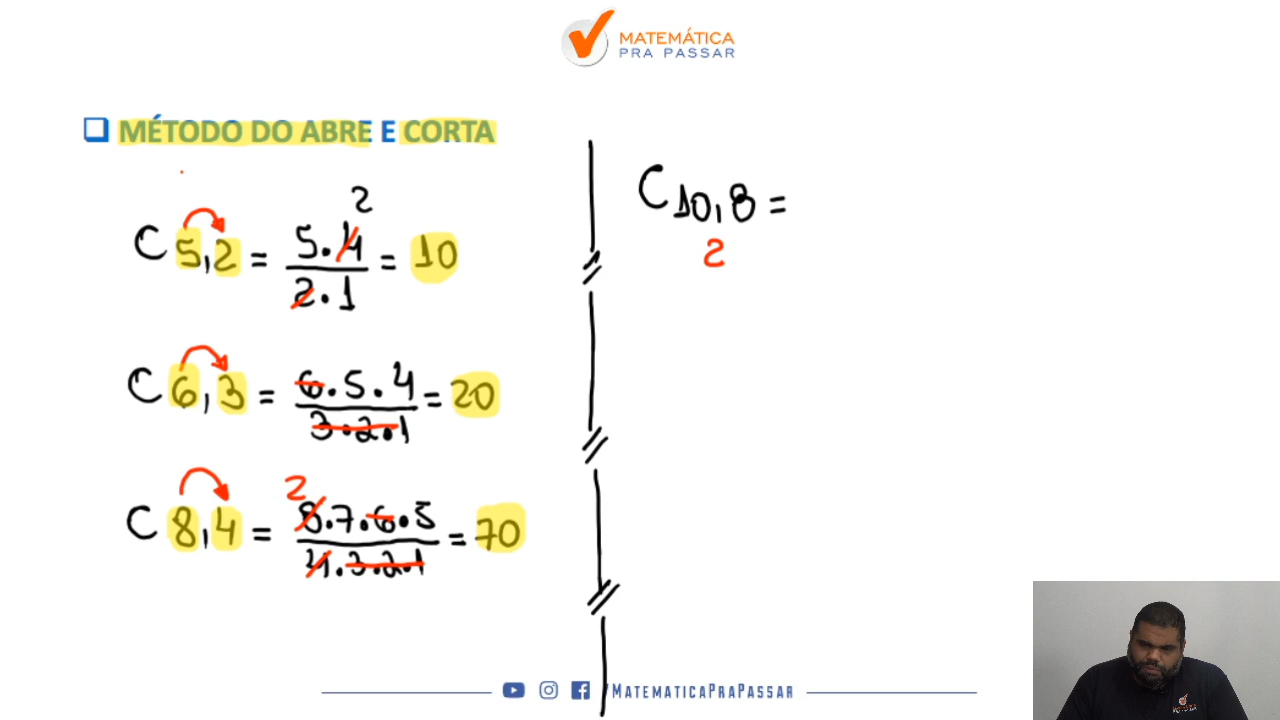 MATEMÁTICA
PRA PASSAR
MÉTODO DO ABRE E CORTA
C 5,2 = 5.4 / 2.1 = 10
2
C 6,3 = 6.5.4 / 3.2.1 = 20
2
C 8,4 = 8.7.6.5 / 4.3.2.1 = 70
C 10,8 =
2
/MATEMATICAPRAPASSAR